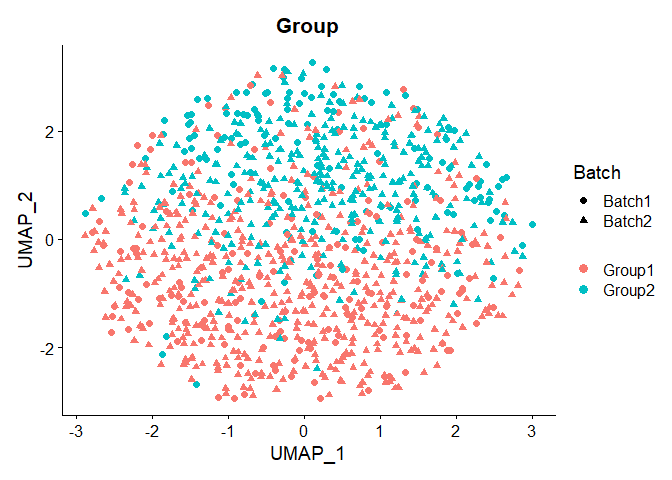 Group
UMAP_2
2
0
-2
-3
-2
-1
0
1
2
3
UMAP_1
Batch
Batch1
Batch2
Group1
Group2